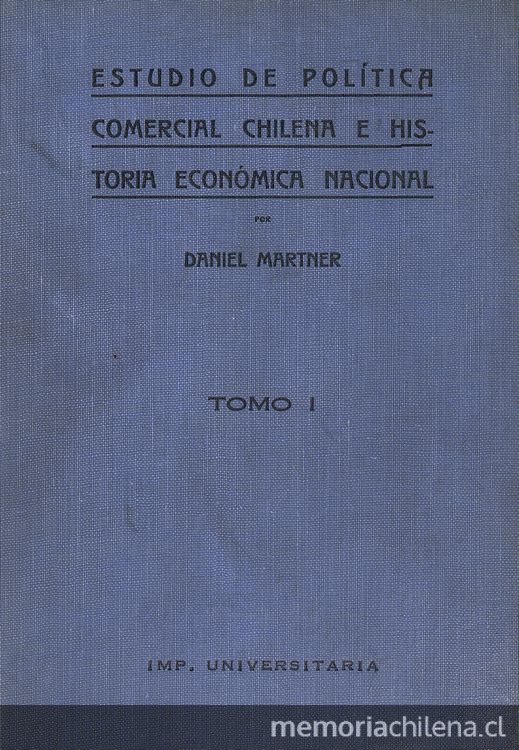 ESTUDIO DE POLÍTICA
COMERCIAL CHILENA E HIS-
TORIA ECONÓMICA NACIONAL
POR
DANIEL MARTNER
TOMO I
IMP. UNIVERSITARIA
memoriachilena.cl